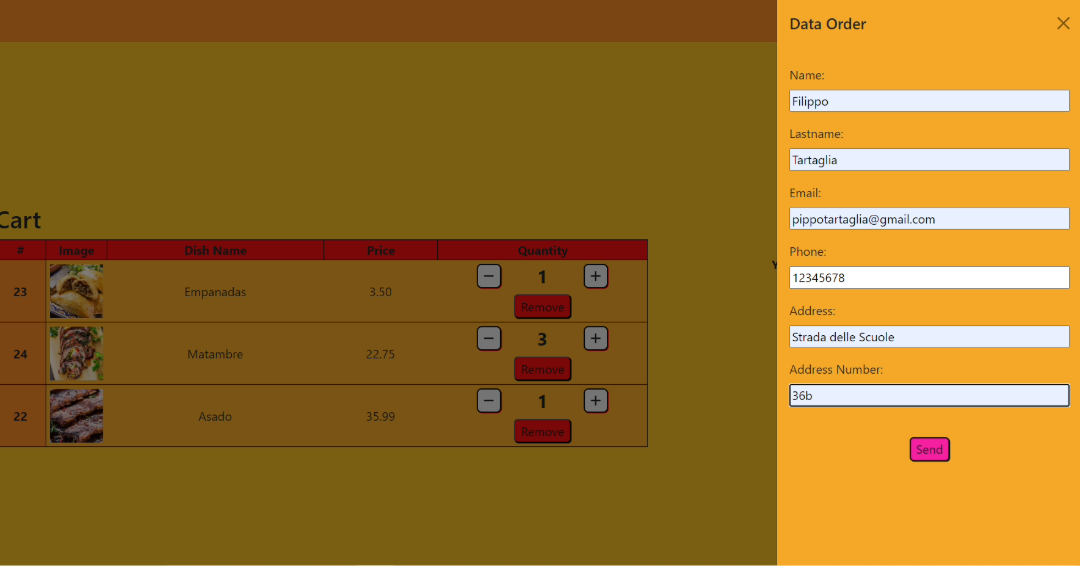 Data Order
Name:
Filippo
Lastname:
Tartaglia
Email:
pippotartaglia@gmail.com
Phone:
12345678
Address:
Strada delle Scuole
Address Number:
36b
Send
Cart
# Image Dish Name Price Quantity
23 Empanadas 3.50 − 1 +
Remove
24 Matambre 22.75 − 3 +
Remove
22 Asado 35.99 − 1 +
Remove